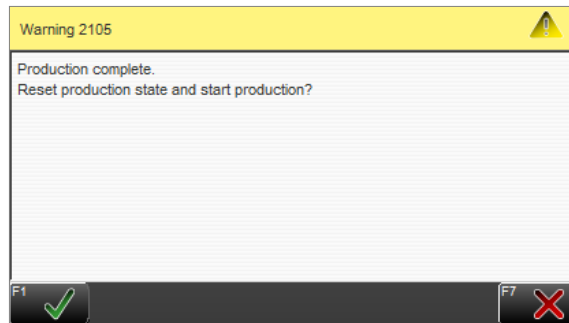 Warning 2105
Production complete.
Reset production state and start production?
F1
F7